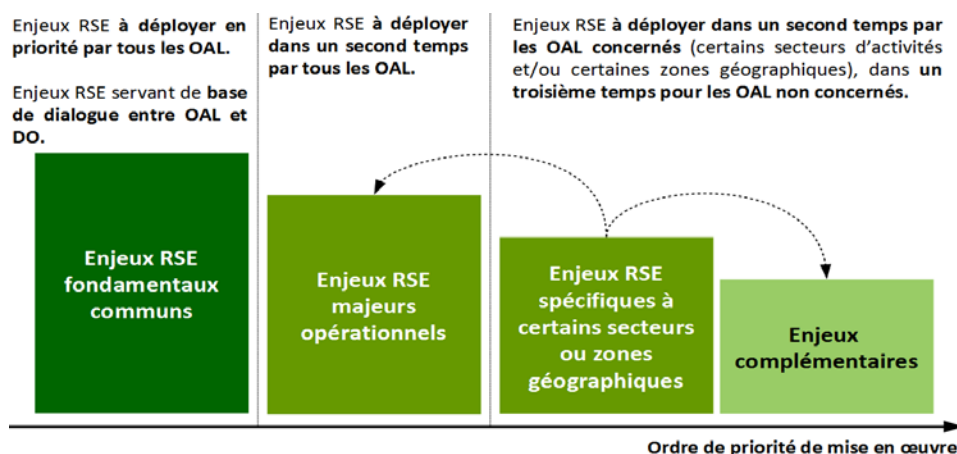 Enjeux RSE à déployer en
priorité par tous les OAL.
Enjeux RSE servant de base
de dialogue entre OAL et
DO.
Enjeux RSE à déployer
dans un second temps
par tous les OAL.
Enjeux RSE à déployer dans un second temps par
les OAL concernés (certains secteurs d'activités
et/ou certaines zones géographiques), dans un
troisième temps pour les OAL non concernés.
Enjeux RSE
fondamentaux
communs
Enjeux RSE
majeurs
opérationnels
Enjeux RSE
spécifiques à
certains secteurs
ou zones
géographiques
Enjeux
complémentaires
Ordre de priorité de mise en œuvre